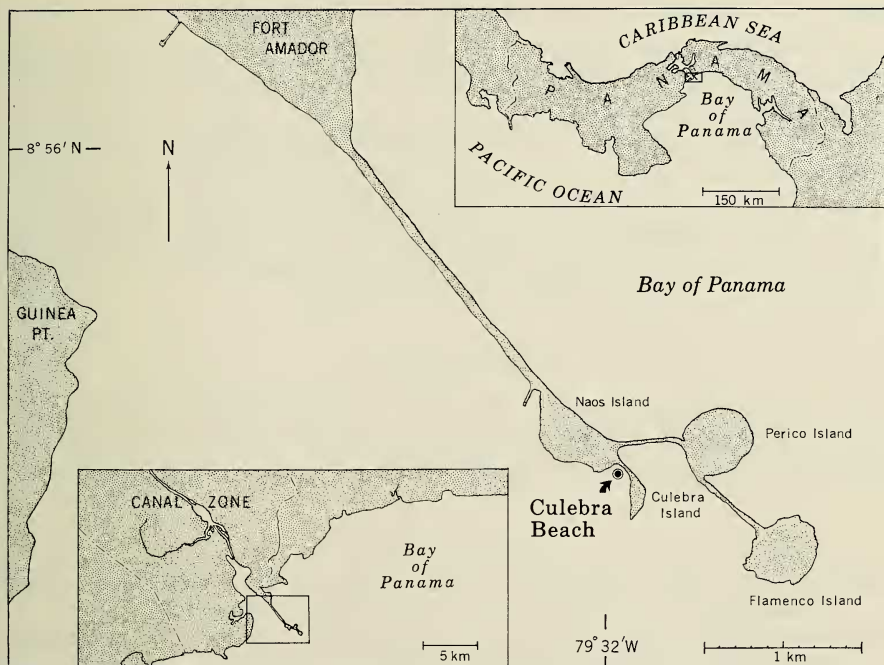 FORT
AMADOR
CARIBBEAN SEA
PANAMA
Bay
of
Panama
PACIFIC OCEAN
150 km
8° 56' N
N
Bay of Panama
GUINEA
PT.
Naos Island
Perico Island
Culebra
Island
Culebra
Beach
Flamenco Island
CANAL ZONE
Bay
of
Panama
5 km
79° 32'W
1 km